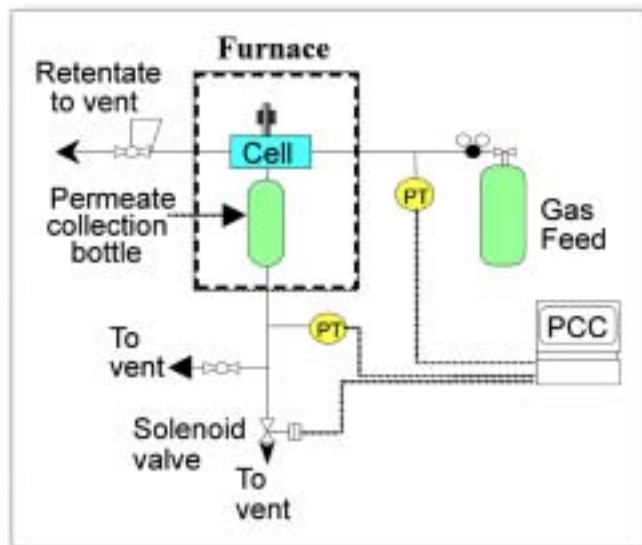 Furnace
Retentate
to vent
Cell
Permeate
collection
bottle
PT
Gas
Feed
PCC
PT
To
vent
Solenoid
valve
To
vent